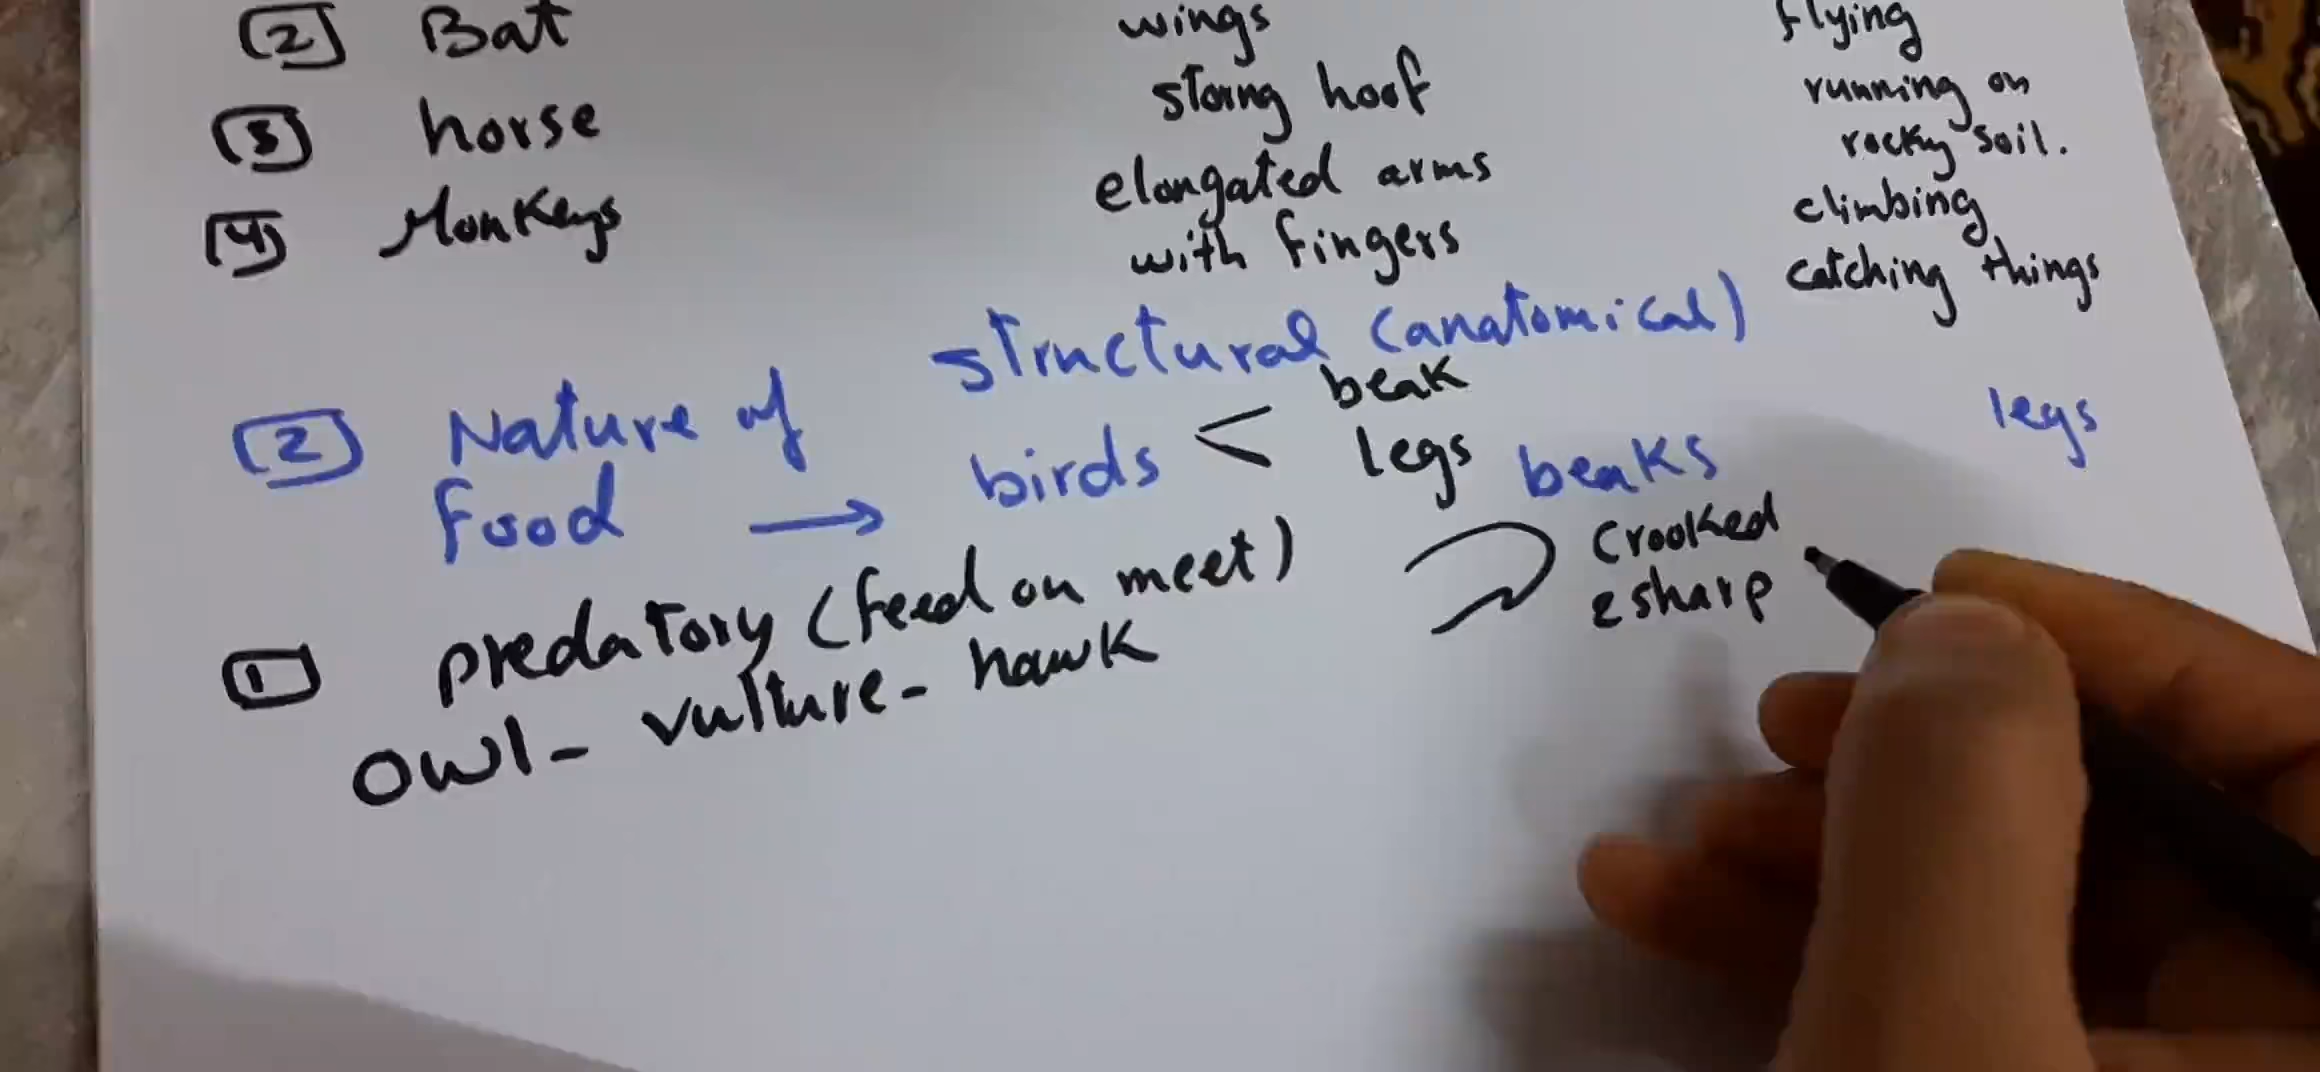 [2] Bat wings flying
[3] horse storng hoof running on
rocky soil.
[4] Monkeys elongated arms climbing
with fingers catching things
structural (anatomical)
[2] Nature of beak legs
food → birds < legs beaks
crooked
[1] predatory (feed on meet) & sharp
owl - vulture - hawk